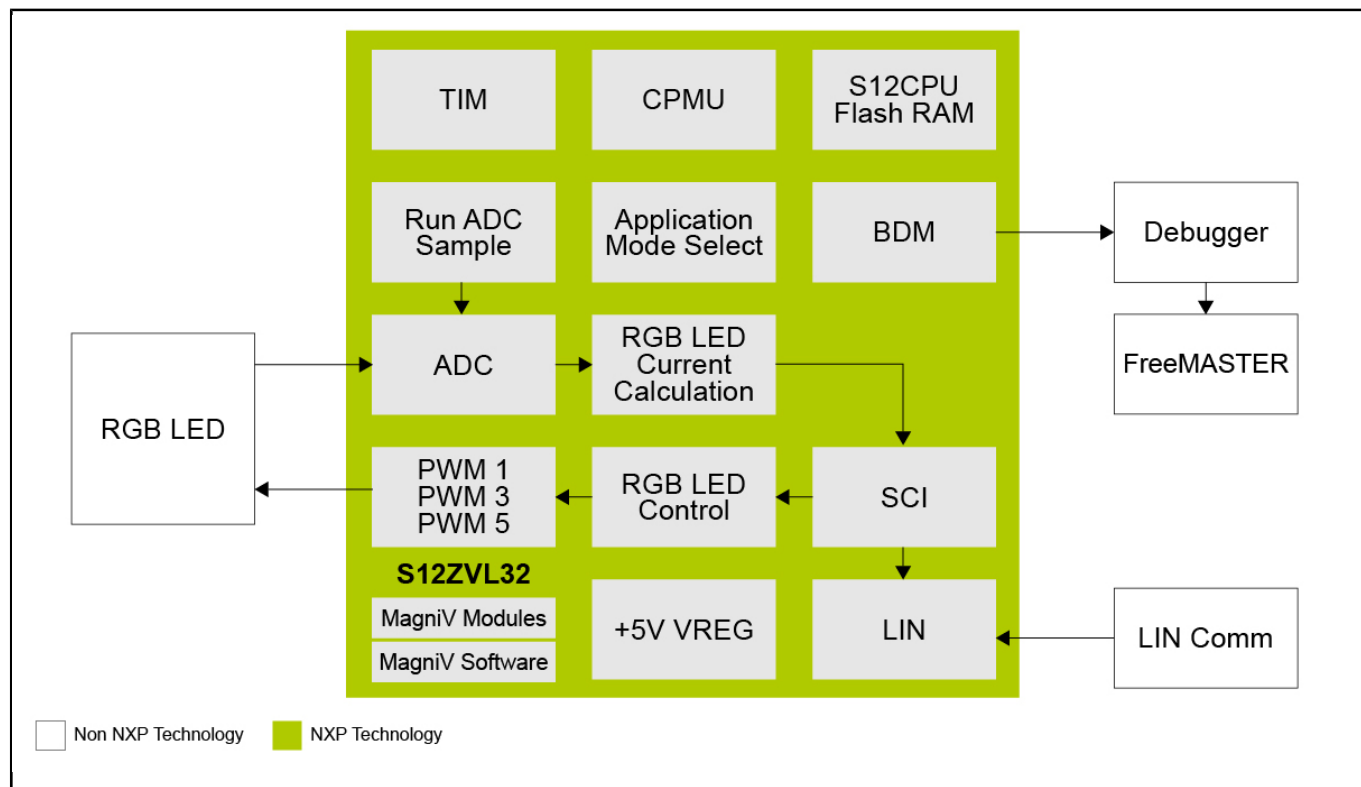 TIM
CPMU
S12CPU
Flash RAM
Run ADC
Sample
Application
Mode Select
BDM
Debugger
ADC
RGB LED
Current
Calculation
FreeMASTER
RGB LED
PWM 1
PWM 3
PWM 5
RGB LED
Control
SCI
S12ZVL32
MagniV Modules
MagniV Software
+5V VREG
LIN
LIN Comm
Non NXP Technology
NXP Technology